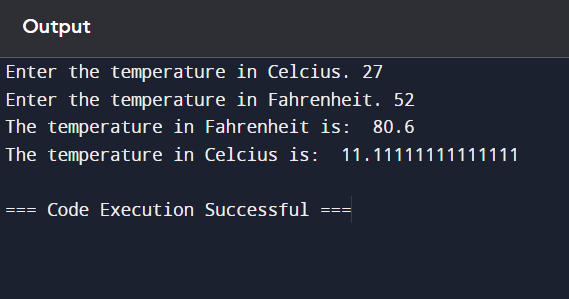 Output
Enter the temperature in Celcius. 27
Enter the temperature in Fahrenheit. 52
The temperature in Fahrenheit is:  80.6
The temperature in Celcius is:  11.11111111111111
=== Code Execution Successful ===